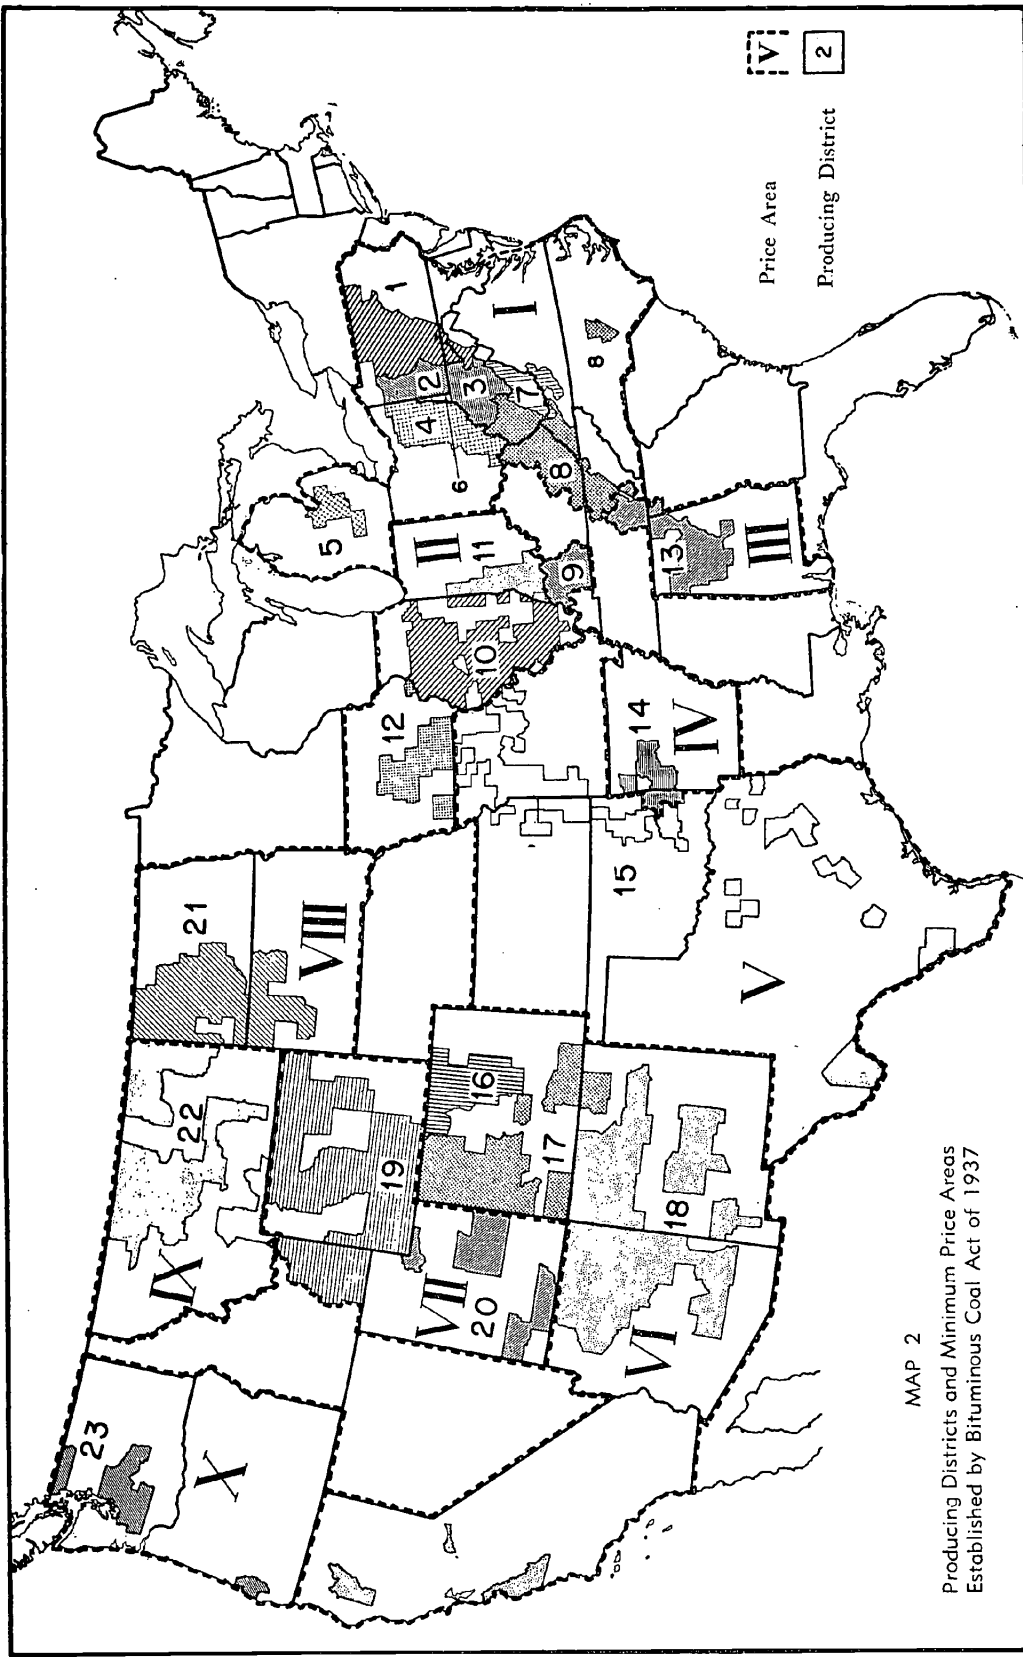 MAP 2
Producing Districts and Minimum Price Areas
Established by Bituminous Coal Act of 1937
Price Area
V
Producing District
2
I
II
III
IV
V
VI
VII
VIII
IX
X
1
2
3
4
5
6
7
8
8
9
10
11
12
13
14
15
16
17
18
19
20
21
22
23